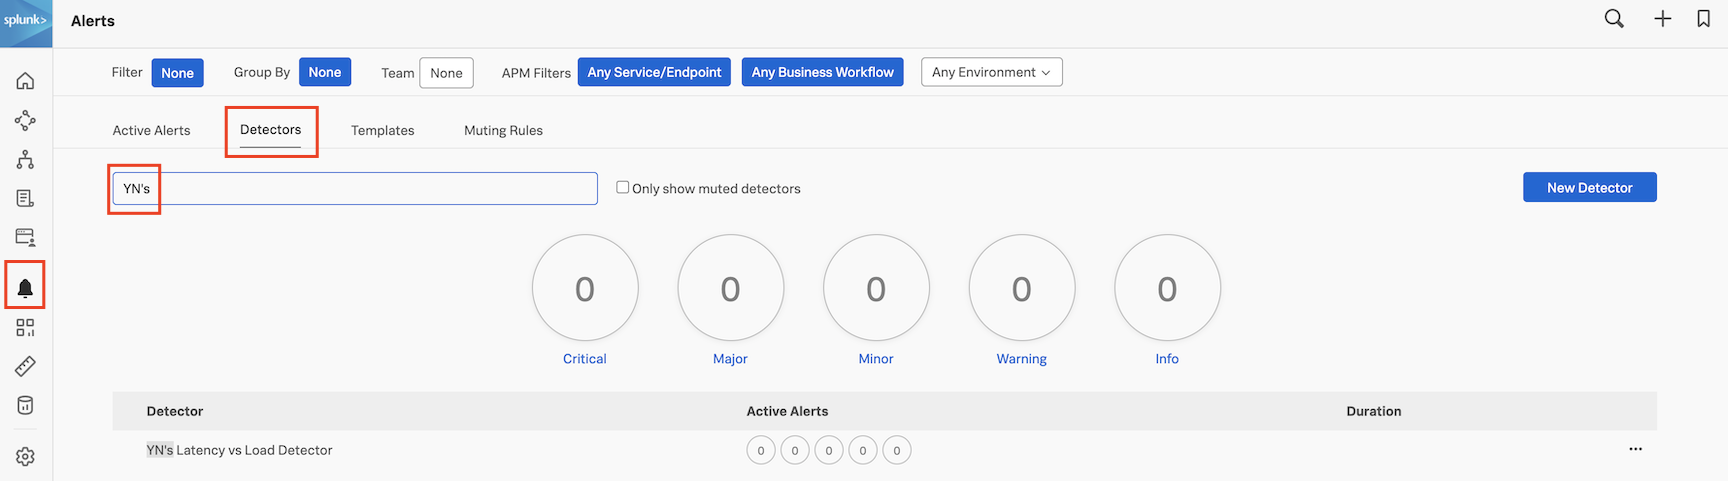 splunk>
Alerts
Filter None Group By None Team None APM Filters Any Service/Endpoint Any Business Workflow Any Environment
Active Alerts Detectors Templates Muting Rules
YN's Only show muted detectors New Detector
0 0 0 0 0
Critical Major Minor Warning Info
Detector Active Alerts Duration
YN's Latency vs Load Detector 0 0 0 0 0 ...